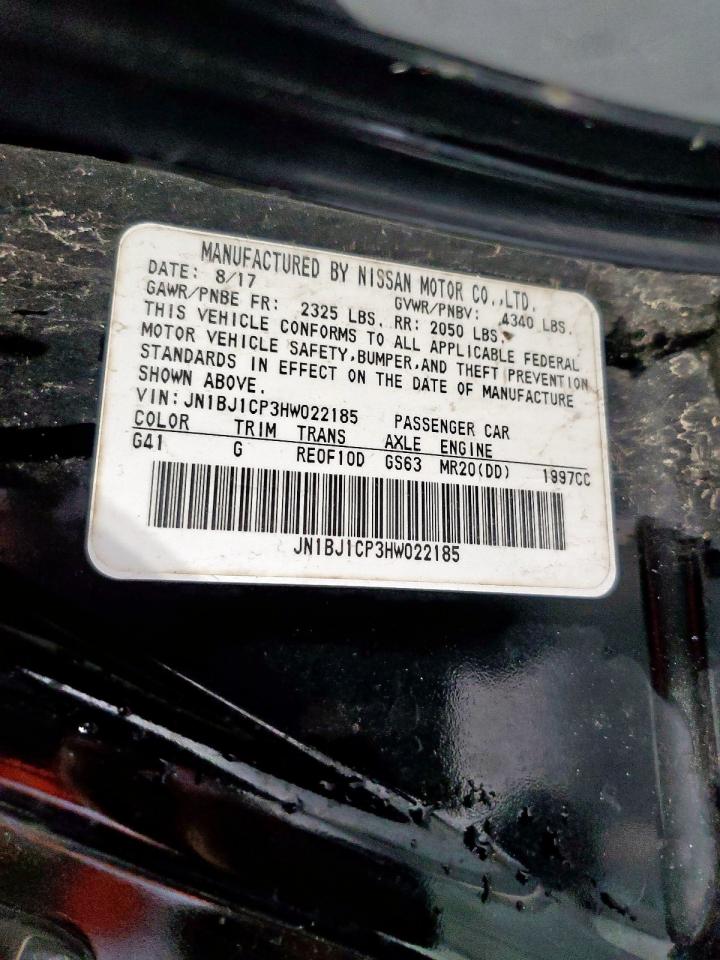 MANUFACTURED BY NISSAN MOTOR CO.,LTD.
DATE: 8/17 GVWR/PNBV: 4340 LBS.
GAWR/PNBE FR: 2325 LBS. RR: 2050 LBS.
THIS VEHICLE CONFORMS TO ALL APPLICABLE FEDERAL
MOTOR VEHICLE SAFETY,BUMPER,AND THEFT PREVENTION
STANDARDS IN EFFECT ON THE DATE OF MANUFACTURE
SHOWN ABOVE.
VIN: JN1BJ1CP3HW022185 PASSENGER CAR
COLOR TRIM TRANS AXLE ENGINE
G41 G RE0F10D GS63 MR20(DD) 1997CC
JN1BJ1CP3HW022185